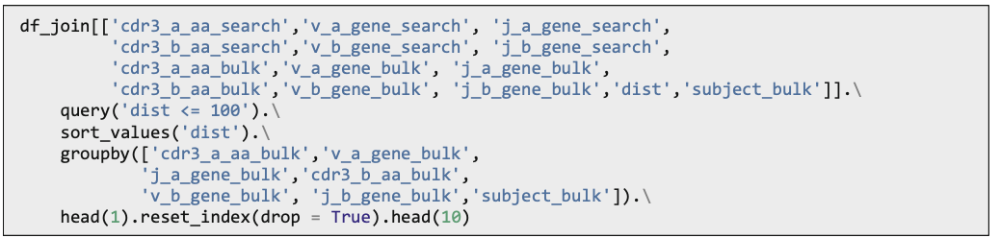 df_join[['cdr3_a_aa_search','v_a_gene_search', 'j_a_gene_search',
'cdr3_b_aa_search','v_b_gene_search', 'j_b_gene_search',
'cdr3_a_aa_bulk','v_a_gene_bulk', 'j_a_gene_bulk',
'cdr3_b_aa_bulk','v_b_gene_bulk', 'j_b_gene_bulk','dist','subject_bulk']].\
query('dist <= 100').\
sort_values('dist').\
groupby(['cdr3_a_aa_bulk','v_a_gene_bulk',
'j_a_gene_bulk','cdr3_b_aa_bulk',
'v_b_gene_bulk', 'j_b_gene_bulk','subject_bulk']).\
head(1).reset_index(drop = True).head(10)